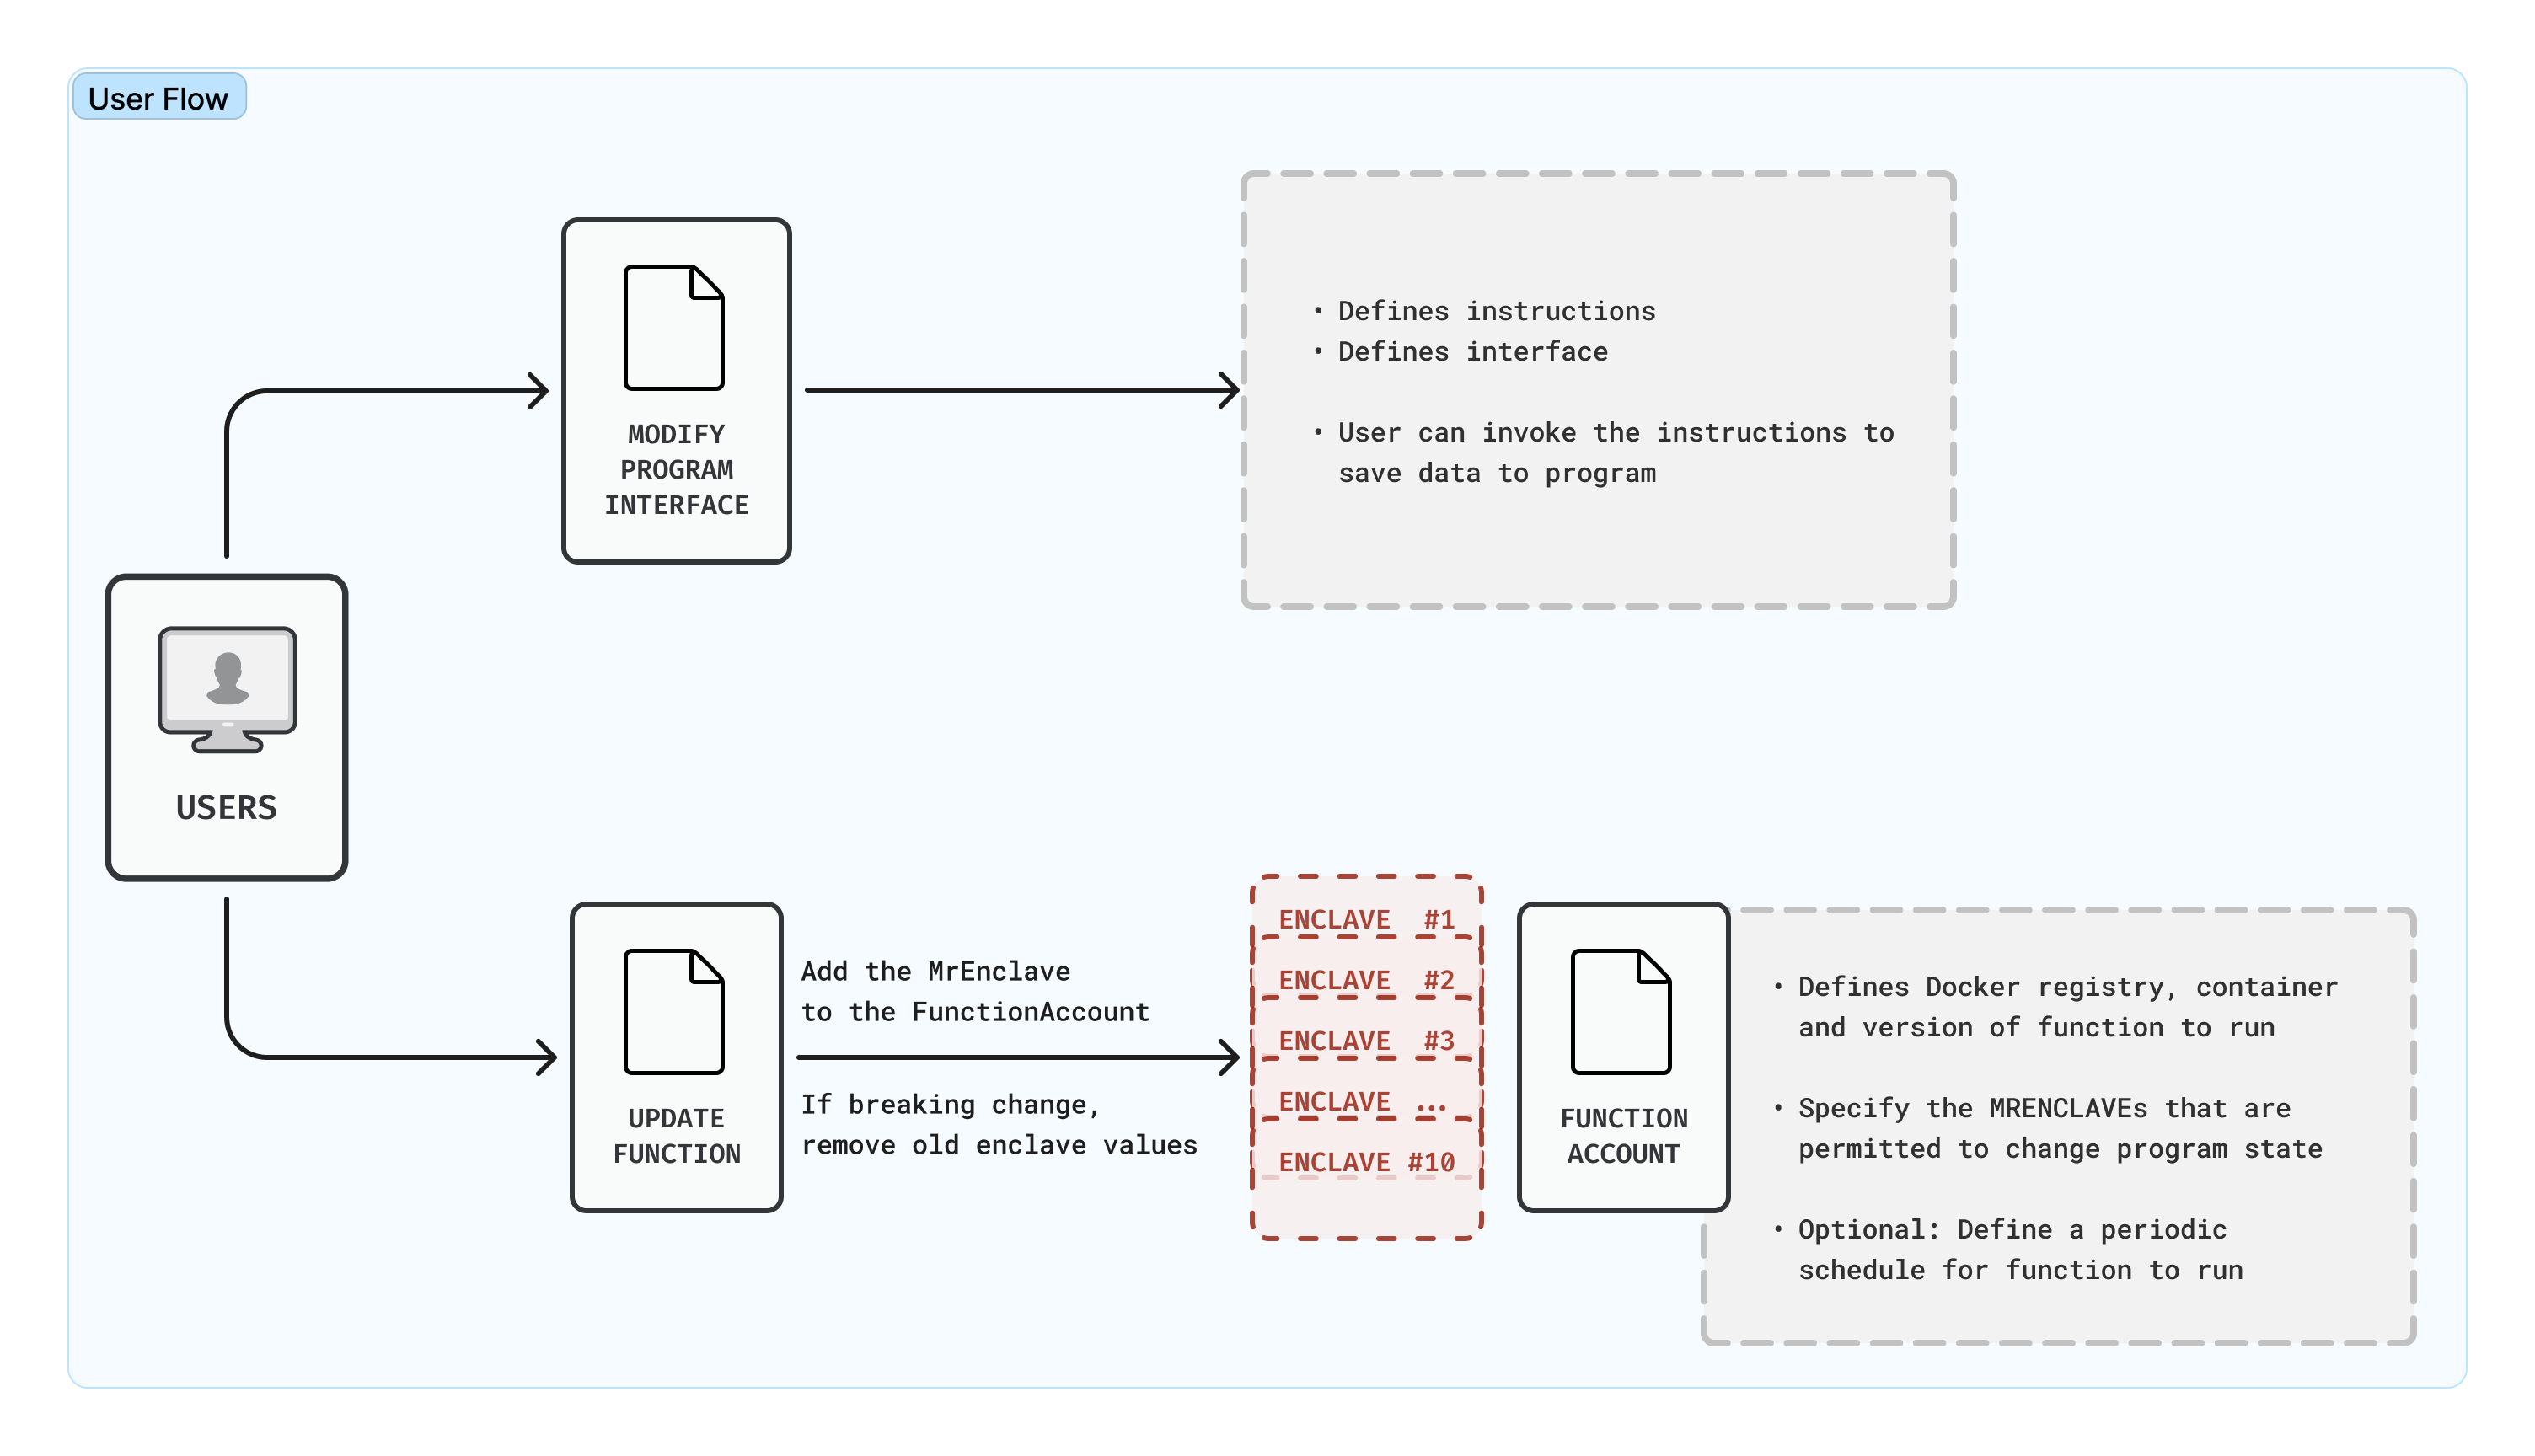 User Flow
MODIFY
PROGRAM
INTERFACE
• Defines instructions
• Defines interface
• User can invoke the instructions to
save data to program
USERS
UPDATE
FUNCTION
Add the MrEnclave
to the FunctionAccount
If breaking change,
remove old enclave values
ENCLAVE #1
ENCLAVE #2
ENCLAVE #3
ENCLAVE ...
ENCLAVE #10
FUNCTION
ACCOUNT
• Defines Docker registry, container
and version of function to run
• Specify the MRENCLAVEs that are
permitted to change program state
• Optional: Define a periodic
schedule for function to run